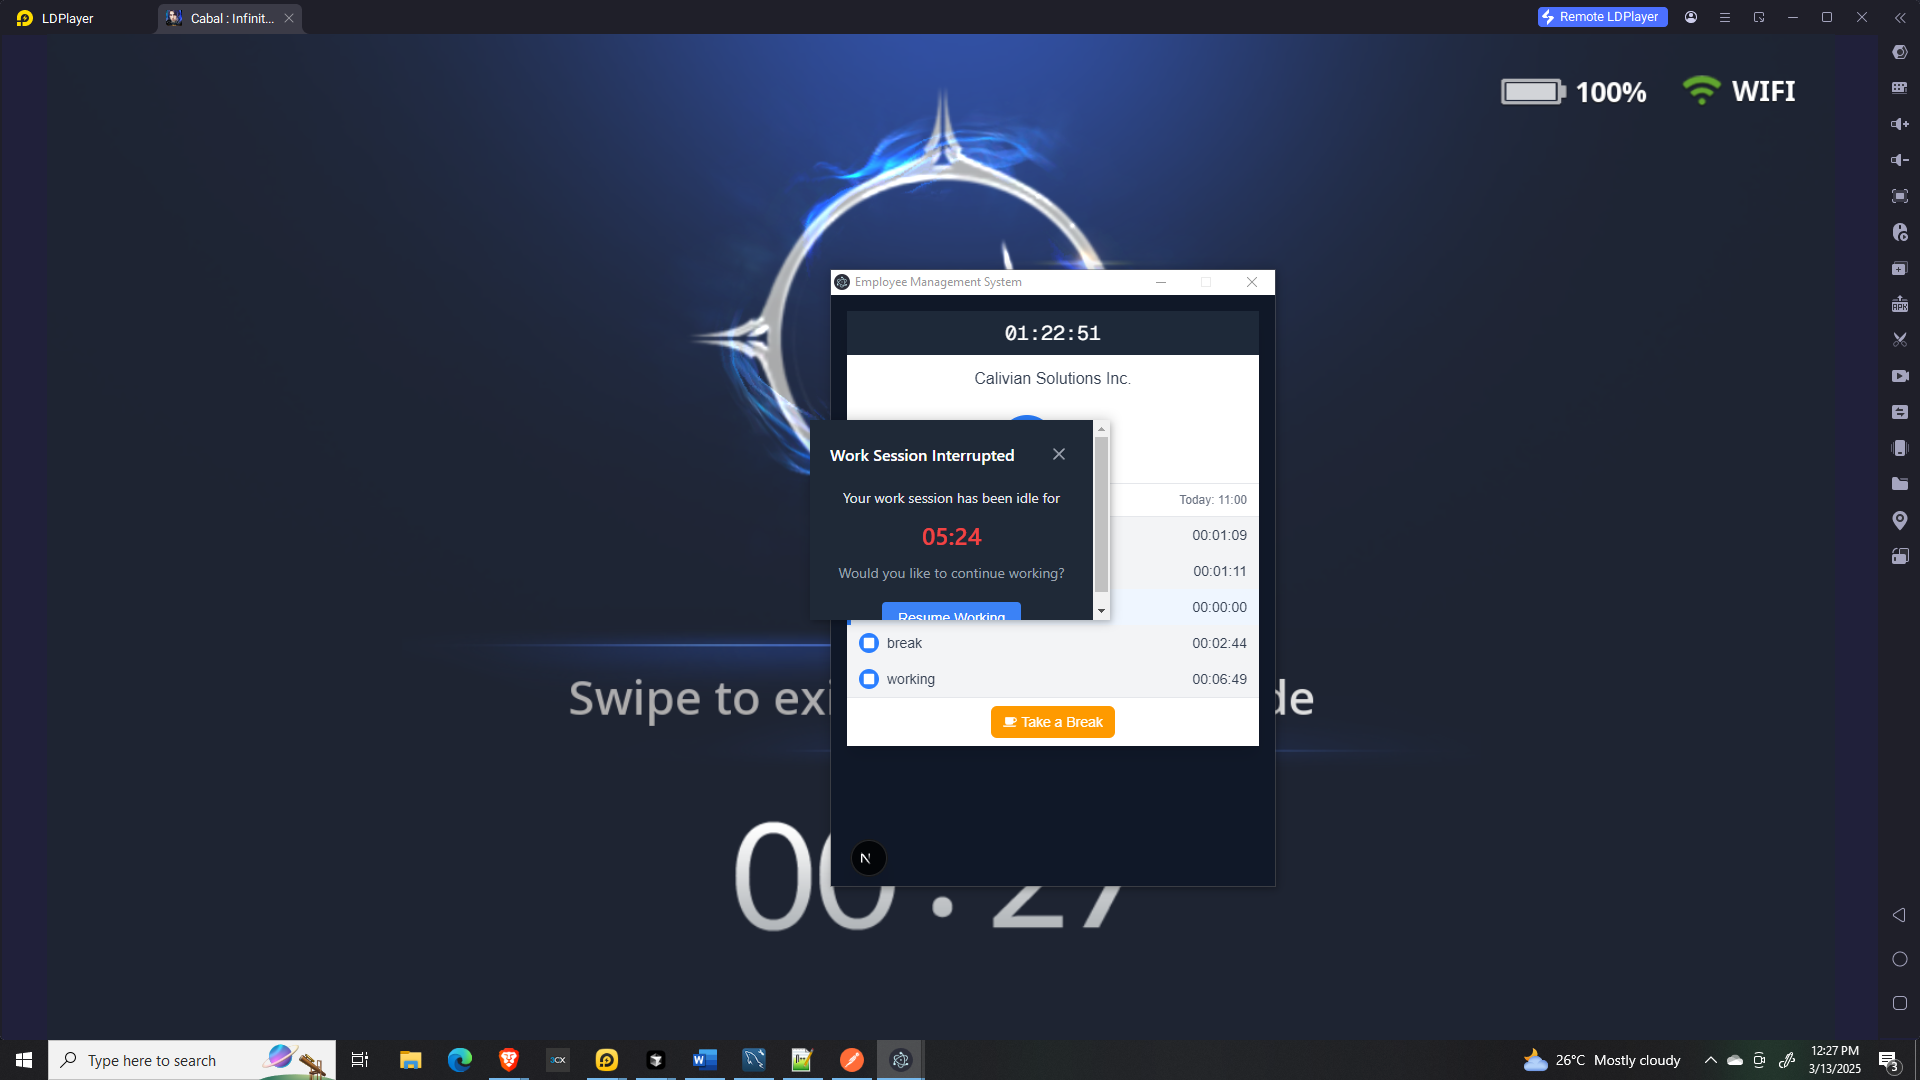 LDPlayer
Cabal : Infinit...
Remote LDPlayer
100%
WIFI
Employee Management System
01:22:51
Calivian Solutions Inc.
Work Session Interrupted
Your work session has been idle for
05:24
Would you like to continue working?
Resume Working
Today: 11:00
00:01:09
00:01:11
00:00:00
break 00:02:44
working 00:06:49
Take a Break
Swipe to exi
de
00:27
N
Type here to search
3CX
26°C Mostly cloudy
12:27 PM
3/13/2025
3